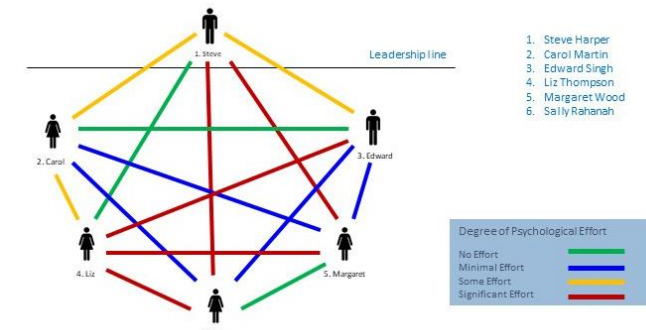 1. Steve
Leadership line
1. Steve Harper
2. Carol Martin
3. Edward Singh
4. Liz Thompson
5. Margaret Wood
6. Sally Rahanah
2. Carol
3. Edward
4. Liz
5. Margaret
Degree of Psychological Effort
No Effort
Minimal Effort
Some Effort
Significant Effort